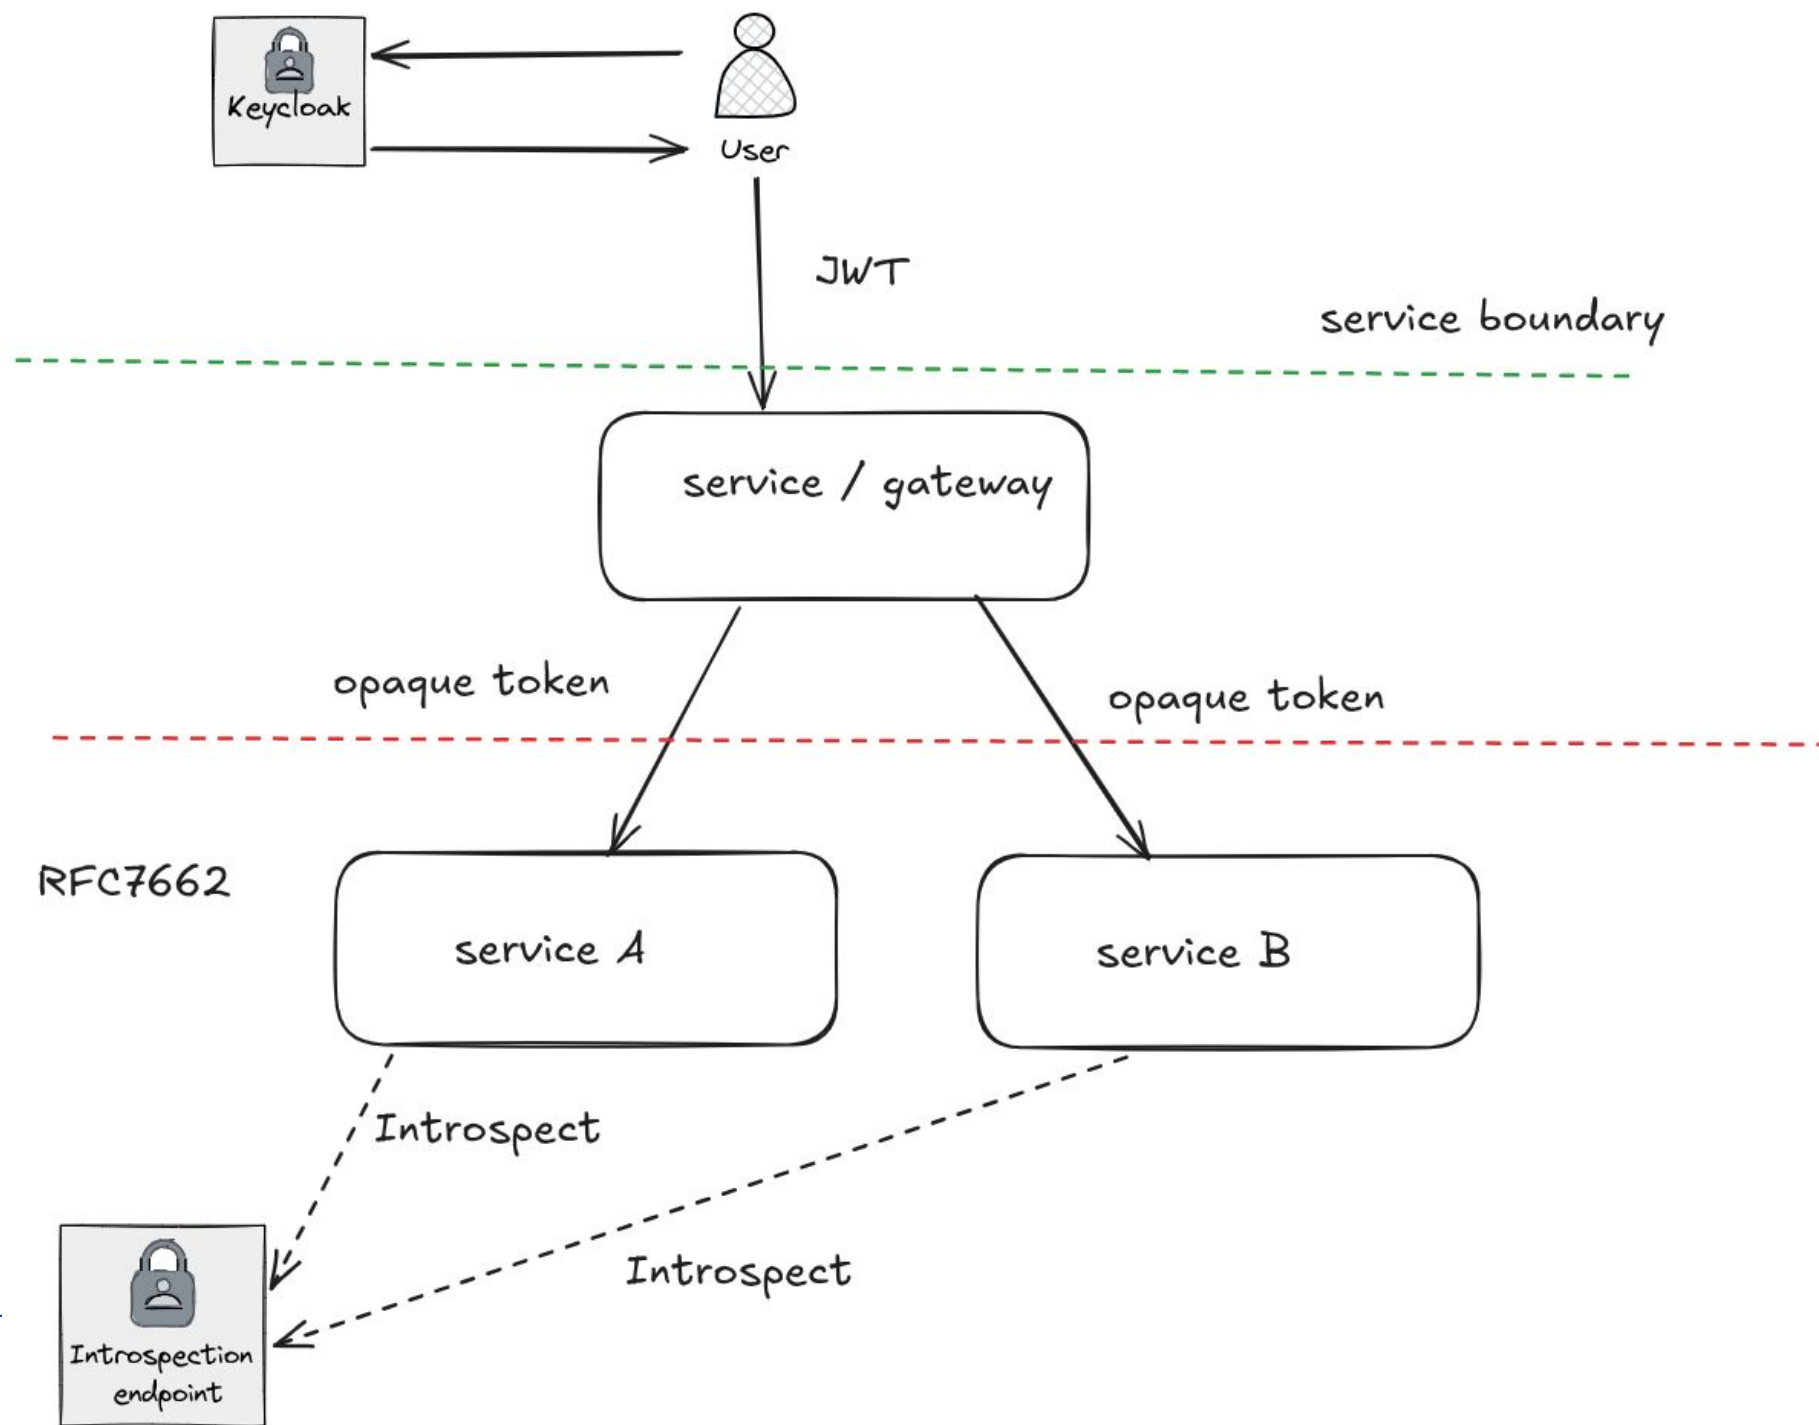 Keycloak
User
JWT
service boundary
service / gateway
opaque token
opaque token
RFC7662
service A
service B
Introspect
Introspect
Introspection
endpoint